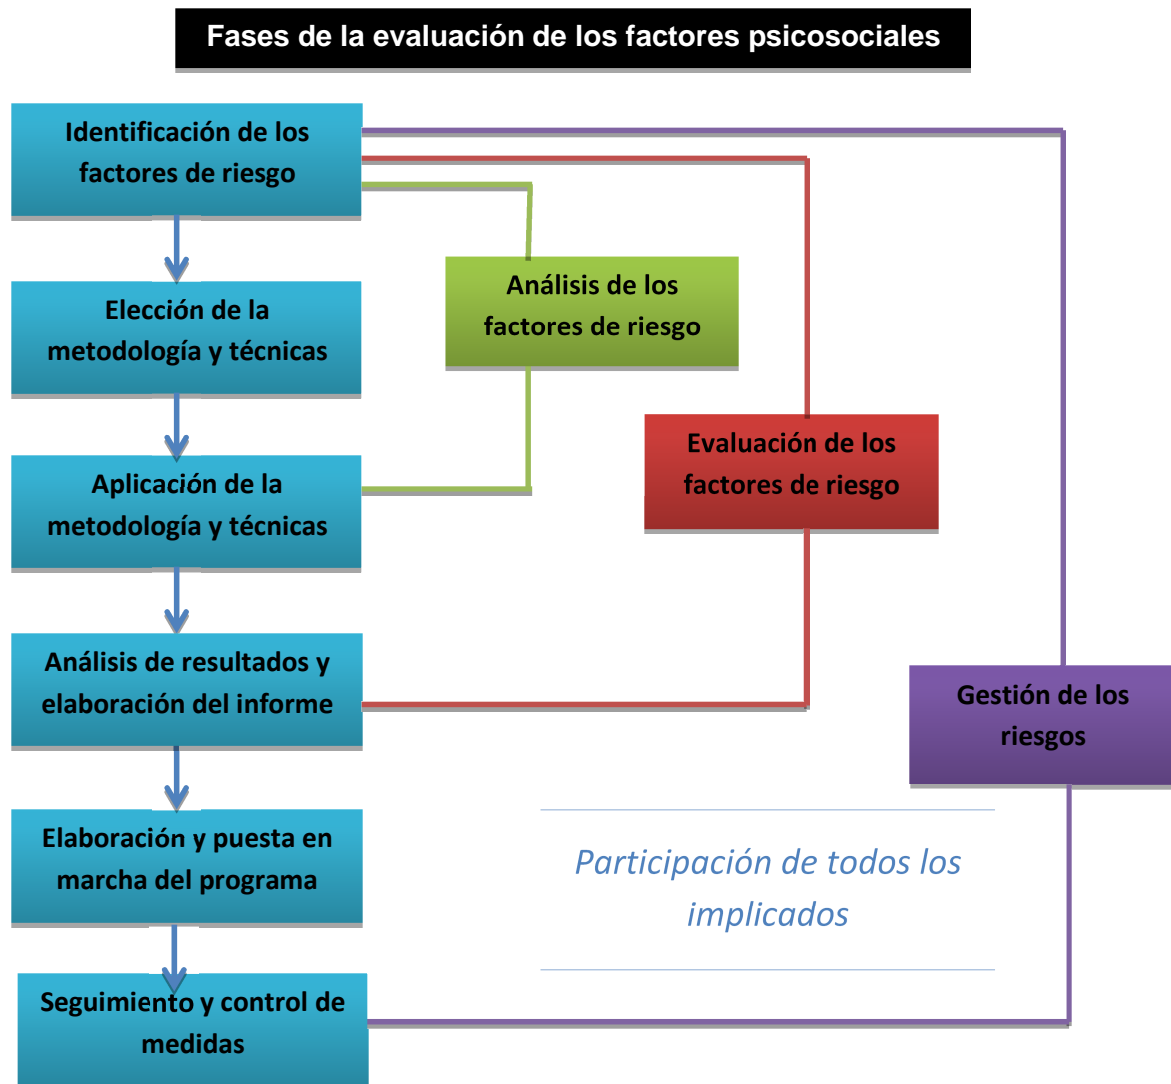 Fases de la evaluación de los factores psicosociales
Identificación de los
factores de riesgo
Análisis de los
factores de riesgo
Elección de la
metodología y técnicas
Evaluación de los
factores de riesgo
Aplicación de la
metodología y técnicas
Análisis de resultados y
elaboración del informe
Gestión de los
riesgos
Elaboración y puesta en
marcha del programa
Participación de todos los
implicados
Seguimiento y control de
medidas